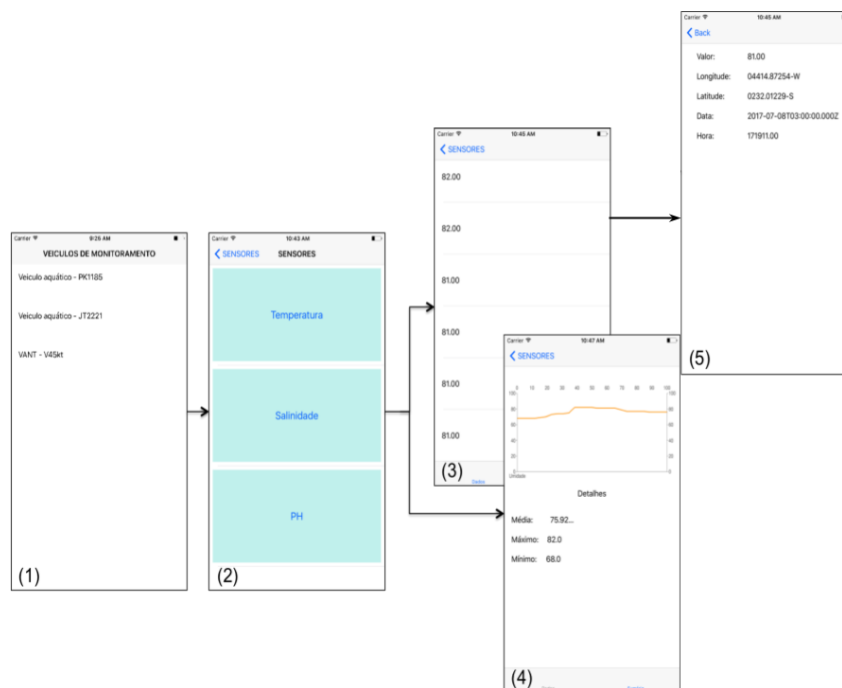 Carrier 9:26 AM
VEICULOS DE MONITORAMENTO
Veiculo aquático - PK1185
Veiculo aquático - JT2221
VANT - V45kt
(1)
Carrier 10:43 AM
SENSORES SENSORES
Temperatura
Salinidade
PH
(2)
Carrier 10:45 AM
SENSORES
82.00
82.00
81.00
81.00
81.00
81.00
Dados
(3)
Carrier 10:47 AM
SENSORES
0 10 20 30 40 50 60 70 80 90 100
100 100
80 80
60 60
40 40
20 20
0 0
Umidade
Detalhes
Média: 75.92...
Máximo: 82.0
Mínimo: 68.0
(4)
Carrier 10:45 AM
Back
Valor: 81.00
Longitude: 04414.87254-W
Latitude: 0232.01229-S
Data: 2017-07-08T03:00:00.000Z
Hora: 171911.00
(5)